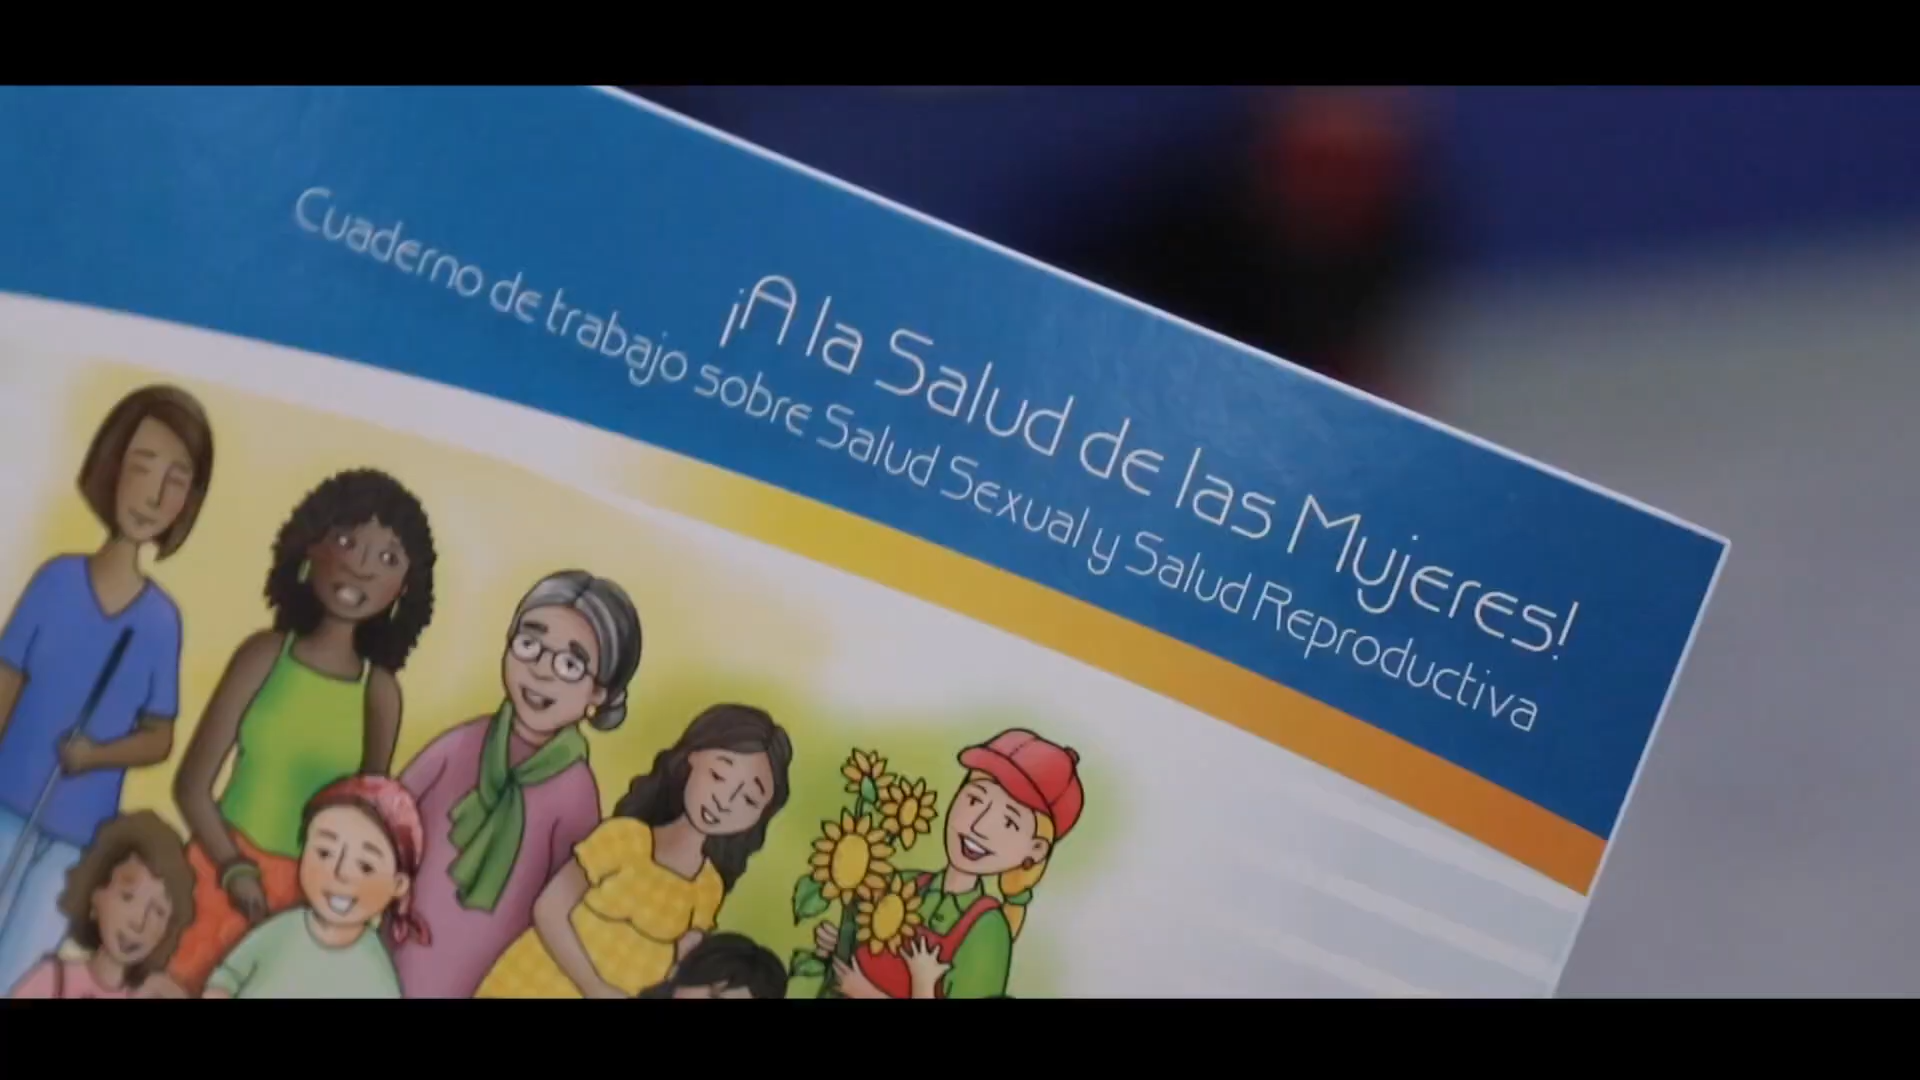 ¡A la Salud de las Mujeres!
Cuaderno de trabajo sobre Salud Sexual y Salud Reproductiva